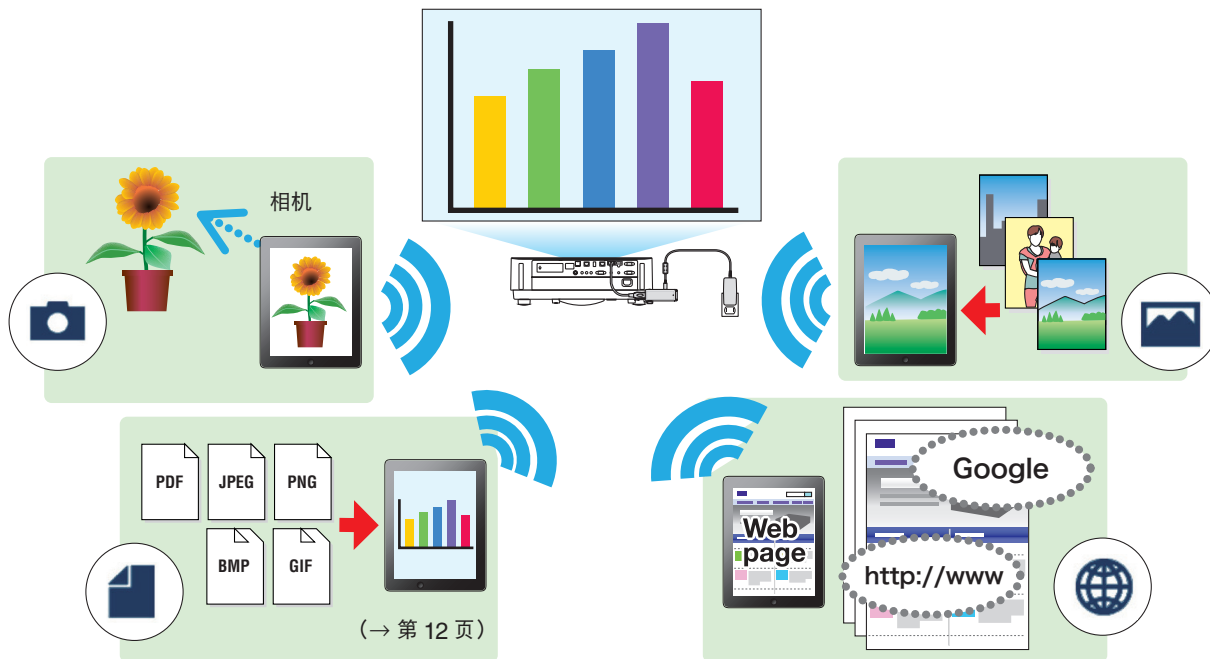 相机
PDF JPEG PNG
BMP GIF
(→ 第 12 页)
Web
page
Google
http://www